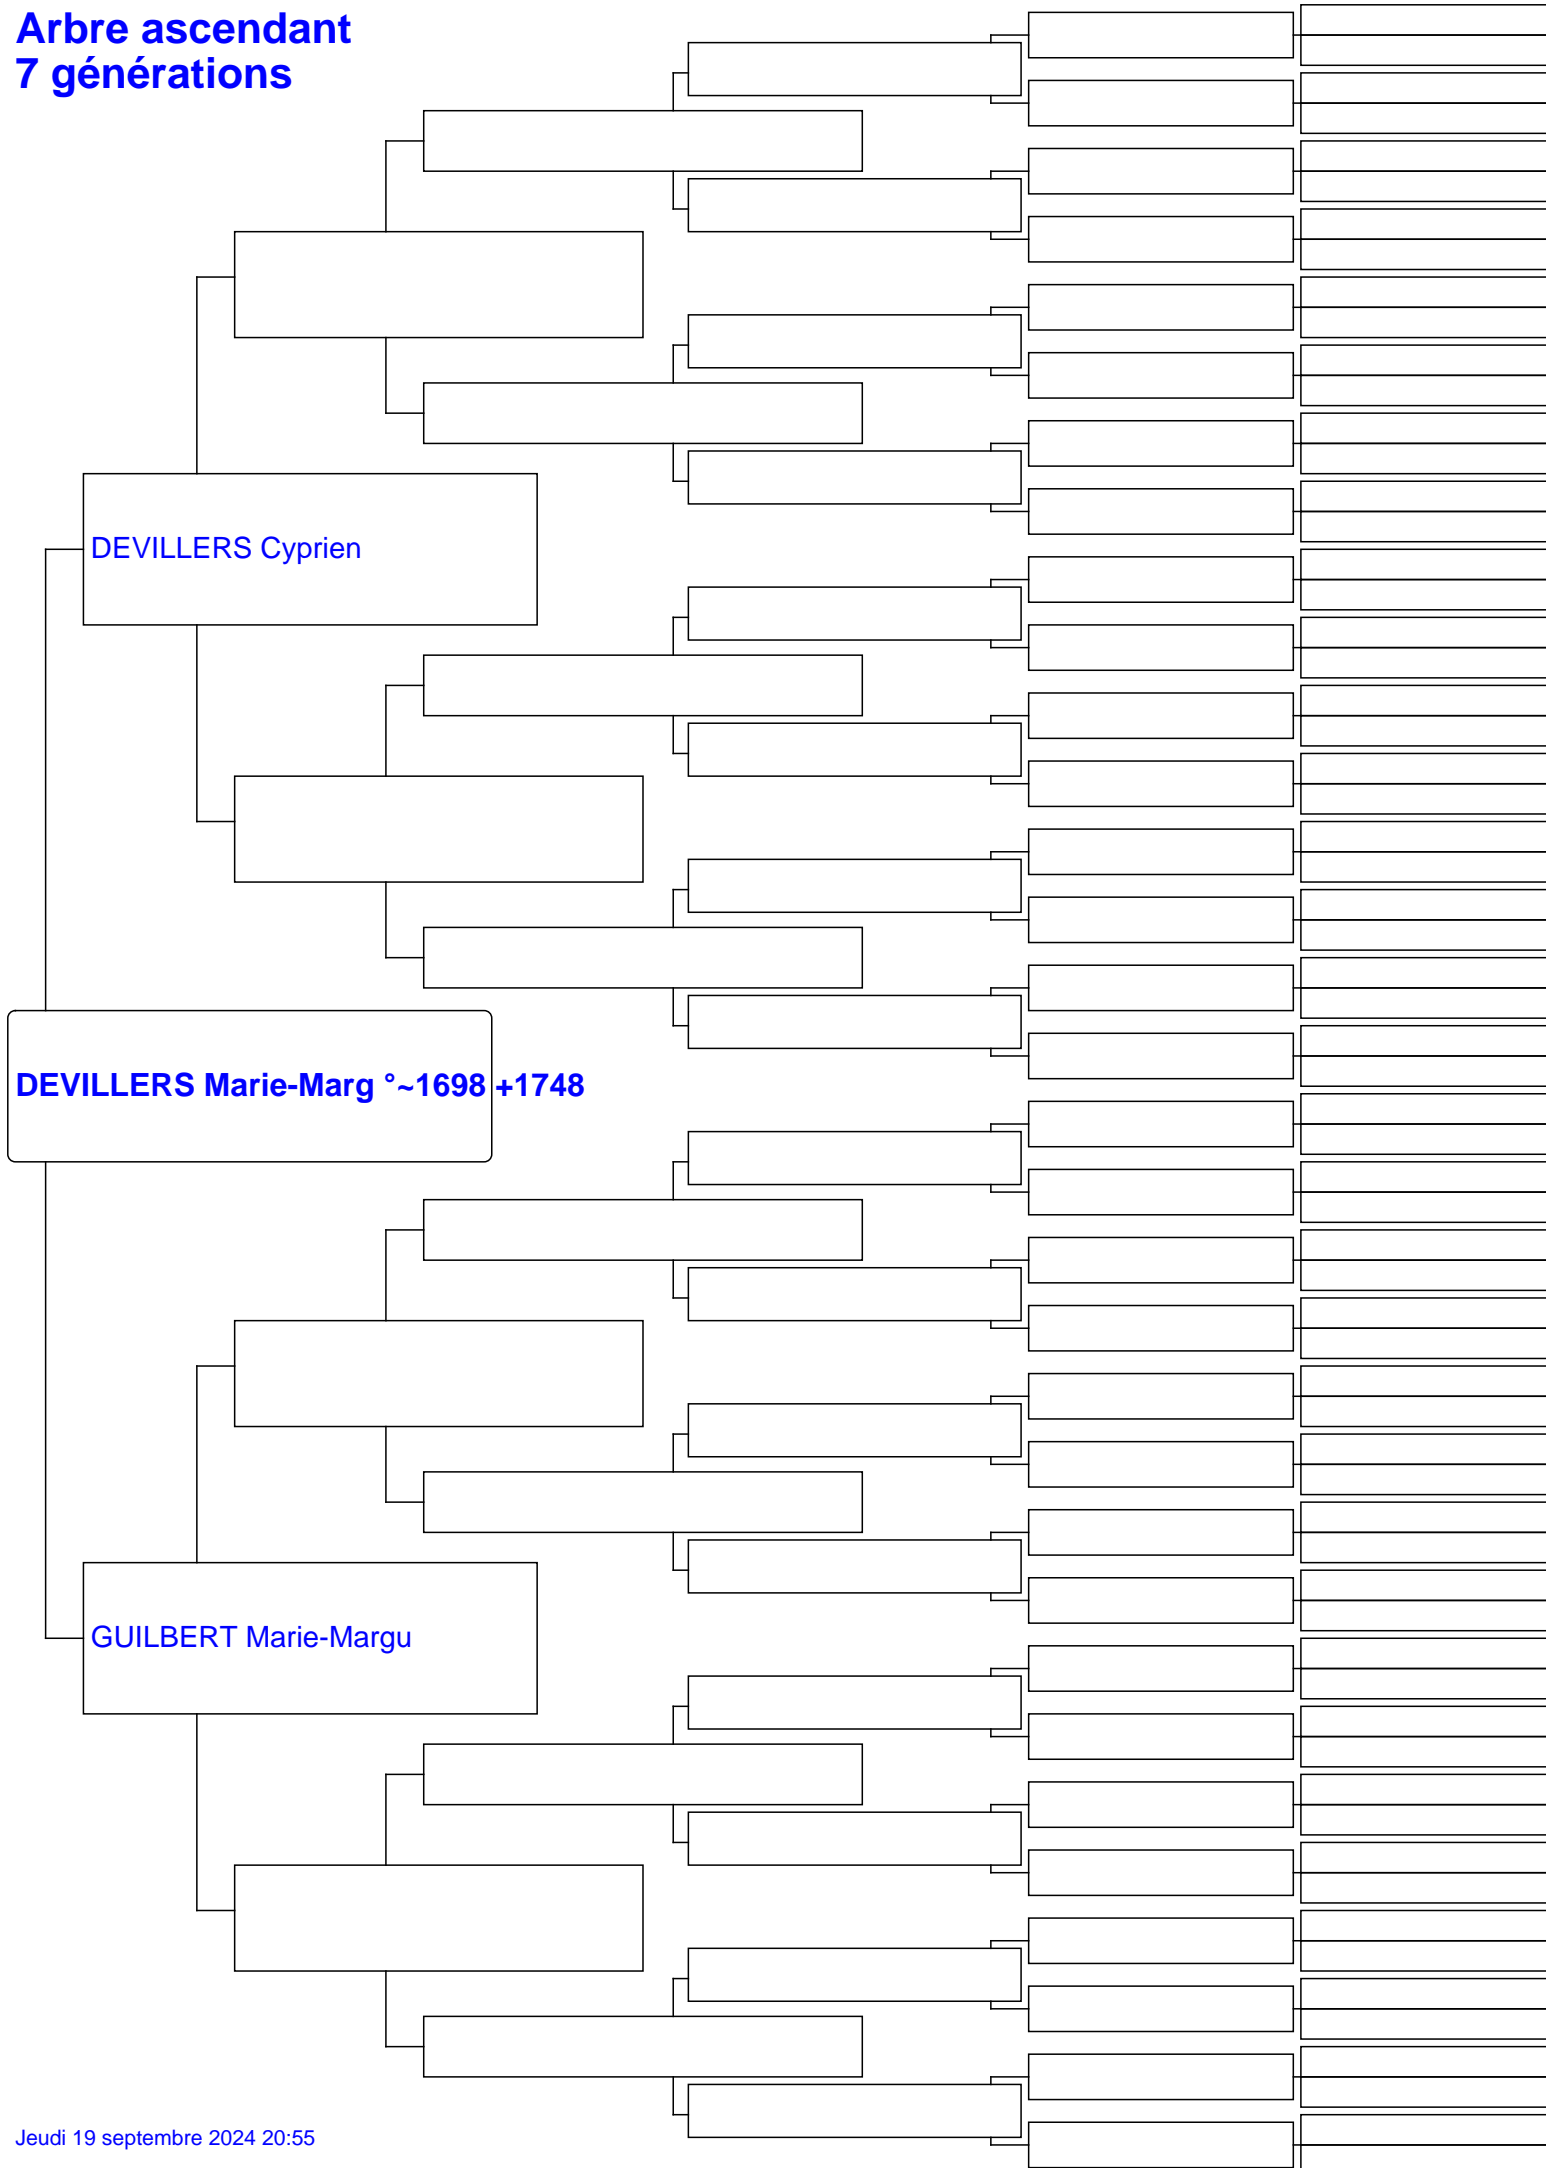 Arbre ascendant
7 générations
DEVILLERS Cyprien
DEVILLERS Marie-Marg °~1698 +1748
GUILBERT Marie-Margu
Jeudi 19 septembre 2024 20:55